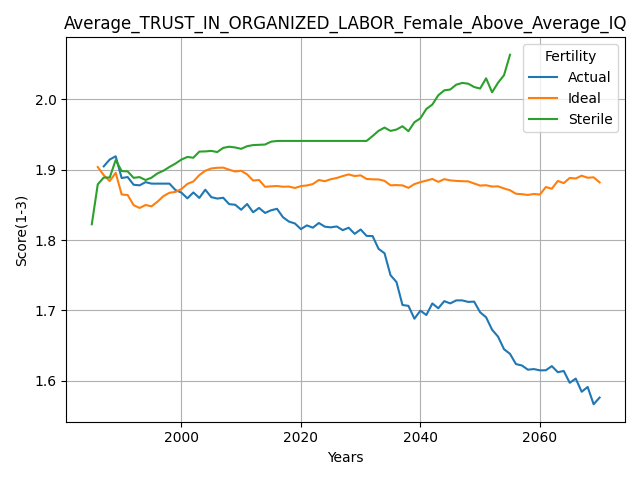 Average_TRUST_IN_ORGANIZED_LABOR_Female_Above_Average_IQ
Fertility
Actual
Ideal
Sterile
Score(1-3)
2.0
1.9
1.8
1.7
1.6
2000
2020
2040
2060
Years